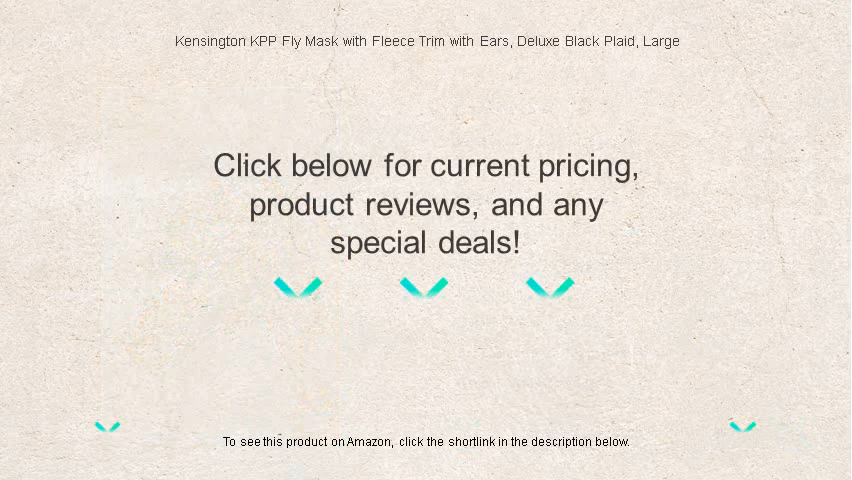 Kensington KPP Fly Mask with Fleece Trim with Ears, Deluxe Black Plaid, Large
Click below for current pricing,
product reviews, and any
special deals!
To see this product on Amazon, click the shortlink in the description below.